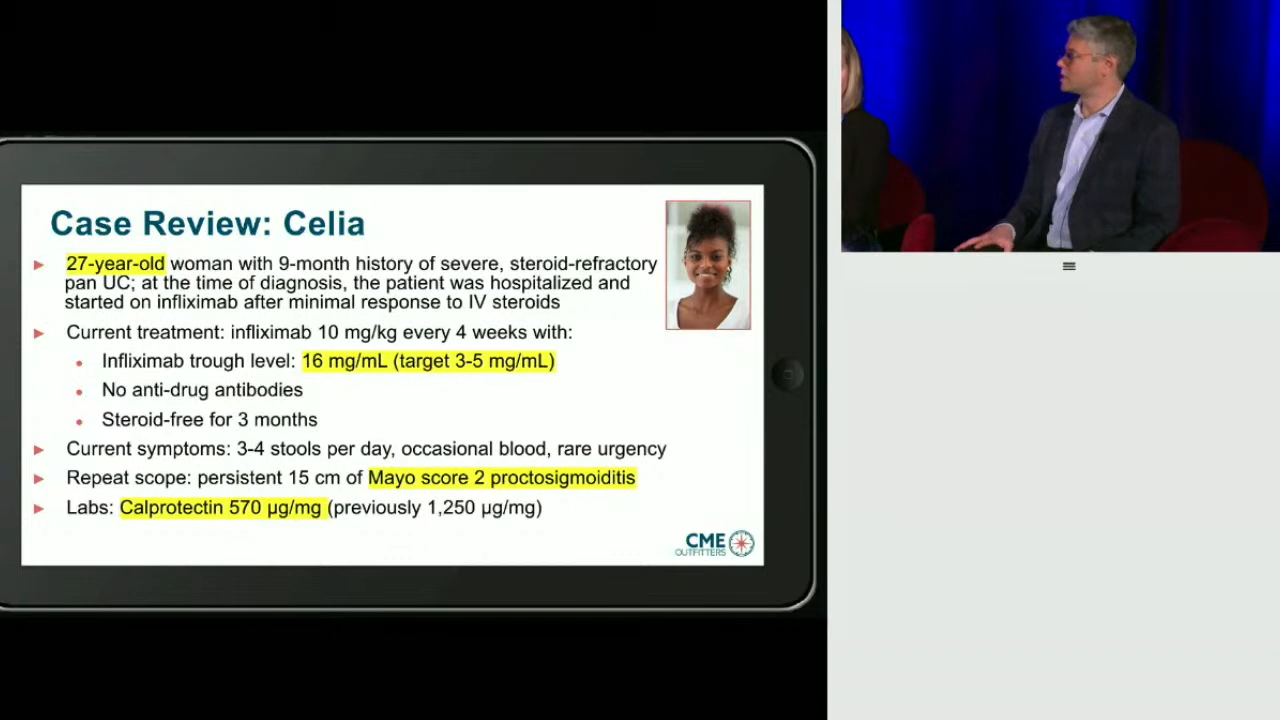 Case Review: Celia
27-year-old woman with 9-month history of severe, steroid-refractory
pan UC; at the time of diagnosis, the patient was hospitalized and
started on infliximab after minimal response to IV steroids
Current treatment: infliximab 10 mg/kg every 4 weeks with:
Infliximab trough level: 16 mg/mL (target 3-5 mg/mL)
No anti-drug antibodies
Steroid-free for 3 months
Current symptoms: 3-4 stools per day, occasional blood, rare urgency
Repeat scope: persistent 15 cm of Mayo score 2 proctosigmoiditis
Labs: Calprotectin 570 µg/mg (previously 1,250 µg/mg)
CME
OUTFITTERS